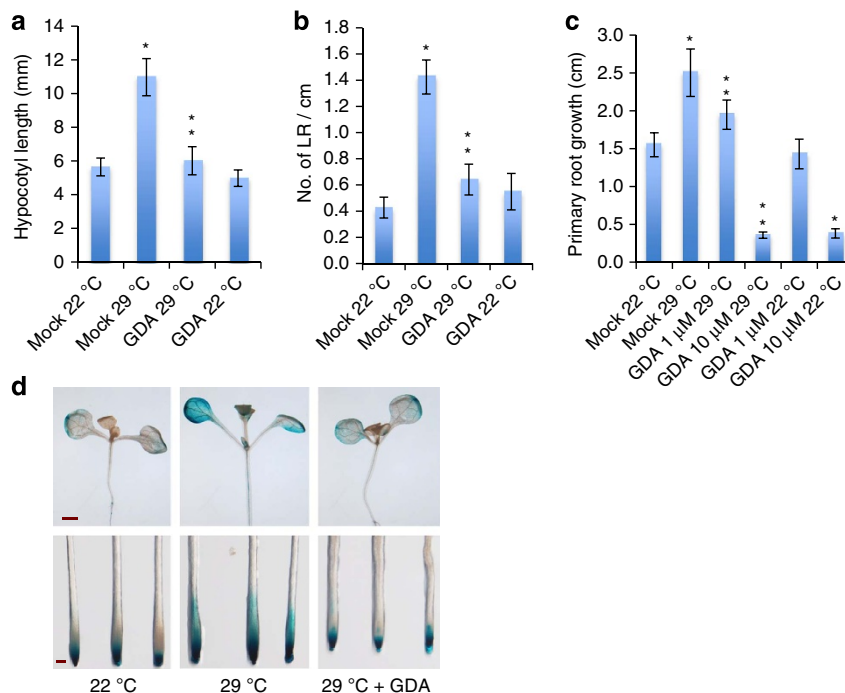 a
Hypocotyl length (mm)
14
12
10
8
6
4
2
0
*
*
*
Mock 22 °C
Mock 29 °C
GDA 29 °C
GDA 22 °C
b
No. of LR / cm
1.8
1.6
1.4
1.2
1.0
0.8
0.6
0.4
0.2
0.0
*
*
*
Mock 22 °C
Mock 29 °C
GDA 29 °C
GDA 22 °C
c
Primary root growth (cm)
3.0
2.5
2.0
1.5
1.0
0.5
0.0
*
*
*
*
*
*
Mock 22 °C
Mock 29 °C
GDA 1 µM 29 °C
GDA 10 µM 29 °C
GDA 1 µM 22 °C
GDA 10 µM 22 °C
d
22 °C
29 °C
29 °C + GDA